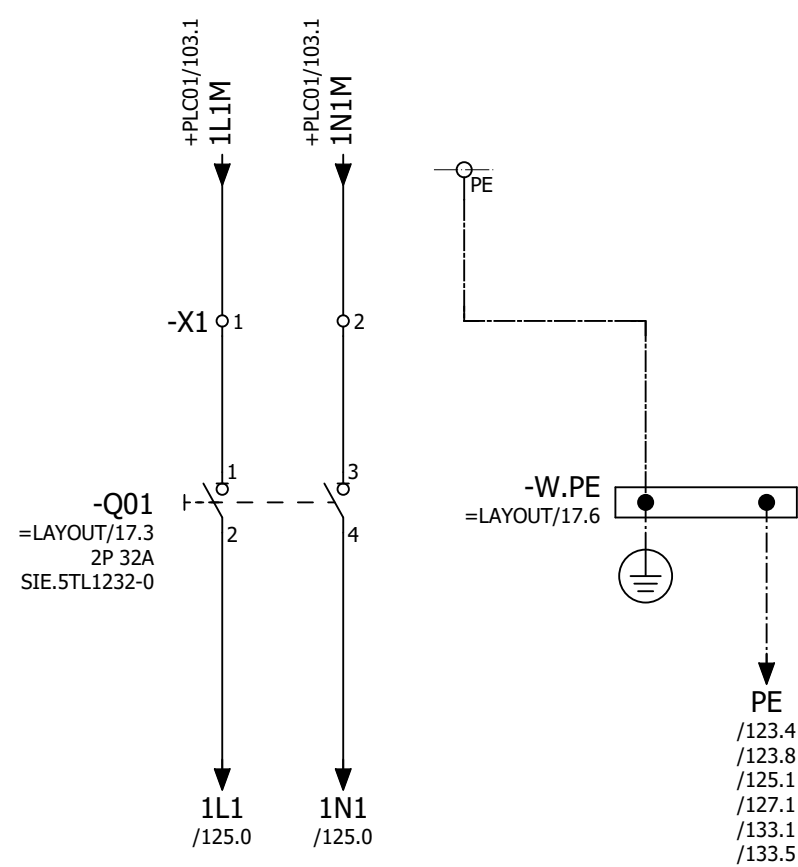 +PLC01/103.1
1L1M
+PLC01/103.1
1N1M
PE
-X1
1
2
1
3
-Q01
=LAYOUT/17.3
2P 32A
SIE.5TL1232-0
2
4
-W.PE
=LAYOUT/17.6
1L1
/125.0
1N1
/125.0
PE
/123.4
/123.8
/125.1
/127.1
/133.1
/133.5